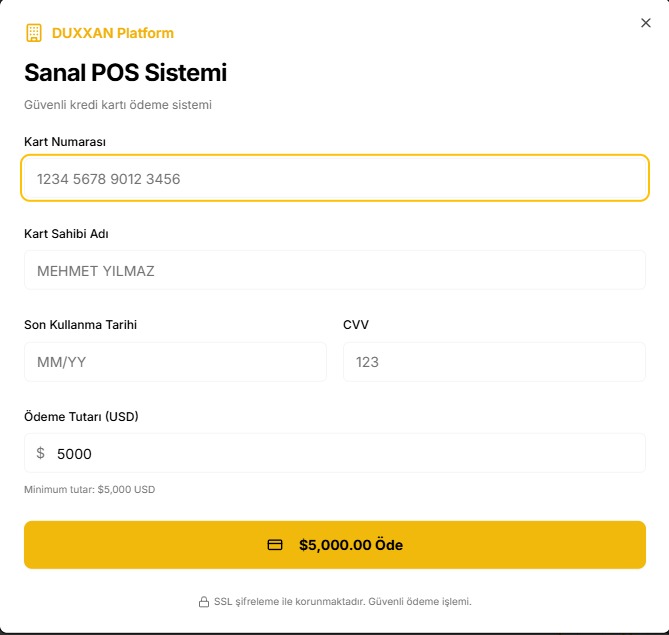 DUXXAN Platform
Sanal POS Sistemi
Güvenli kredi kartı ödeme sistemi
Kart Numarası
1234 5678 9012 3456
Kart Sahibi Adı
MEHMET YILMAZ
Son Kullanma Tarihi
CVV
MM/YY
123
Ödeme Tutarı (USD)
$ 5000
Minimum tutar: $5,000 USD
$5,000.00 Öde
SSL şifreleme ile korunmaktadır. Güvenli ödeme işlemi.